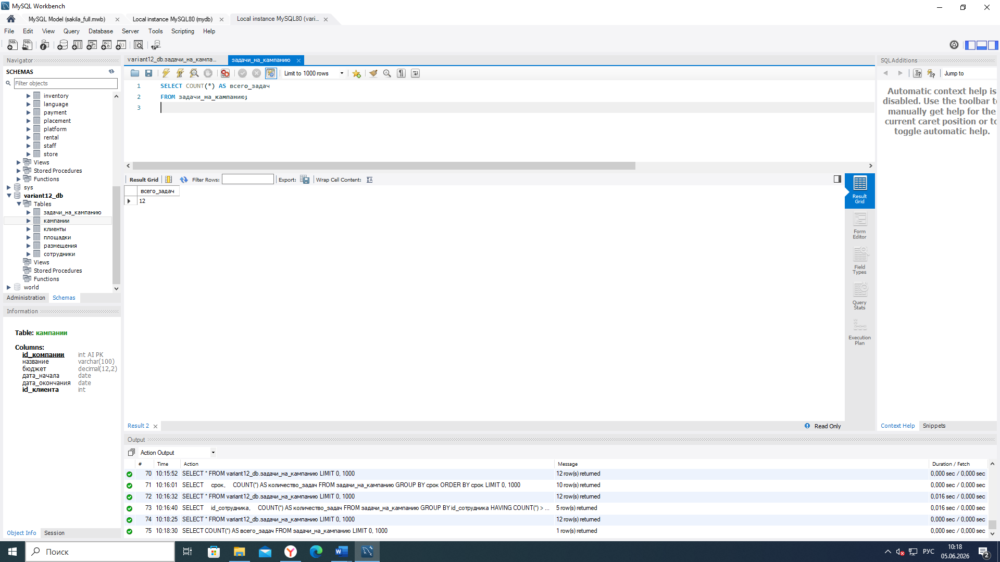 MySQL Workbench
MySQL Model (sakila_full.mwb)
Local instance MySQL80 (mydb)
Local instance MySQL80 (vari...
File Edit View Query Database Server Tools Scripting Help
Navigator
SCHEMAS
Filter objects
inventory
language
payment
placement
platform
rental
staff
store
Views
Stored Procedures
Functions
sys
variant12_db
Tables
задачи_на_кампанию
кампании
клиенты
площадки
размещения
сотрудники
Views
Stored Procedures
Functions
world
Administration Schemas
Information
Table: кампании
Columns:
id_компании int AI PK
название varchar(100)
бюджет decimal(12,2)
дата_начала date
дата_окончания date
id_клиента int
Object Info Session
variant12_db.задачи_на_кампа...
задачи_на_кампанию
Limit to 1000 rows
1 SELECT COUNT(*) AS всего_задач
2 FROM задачи_на_кампанию;
3
Result Grid Filter Rows: Export: Wrap Cell Content:
всего_задач
12
Result Grid
Form Editor
Field Types
Query Stats
Execution Plan
Result 2
Read Only
SQLAdditions
Jump to
Automatic context help is
disabled. Use the toolbar to
manually get help for the
current caret position or to
toggle automatic help.
Context Help Snippets
Output
Action Output
# Time Action Message Duration / Fetch
70 10:15:52 SELECT * FROM variant12_db.задачи_на_кампанию LIMIT 0, 1000 12 row(s) returned 0,000 sec / 0,000 sec
71 10:16:01 SELECT срок, COUNT(*) AS количество_задач FROM задачи_на_кампанию GROUP BY срок ORDER BY срок LIMIT 0, 1000 10 row(s) returned 0,000 sec / 0,000 sec
72 10:16:32 SELECT * FROM variant12_db.задачи_на_кампанию LIMIT 0, 1000 12 row(s) returned 0,016 sec / 0,000 sec
73 10:16:40 SELECT id_сотрудника, COUNT(*) AS количество_задач FROM задачи_на_кампанию GROUP BY id_сотрудника HAVING COUNT(*) > ... 5 row(s) returned 0,016 sec / 0,000 sec
74 10:18:25 SELECT * FROM variant12_db.задачи_на_кампанию LIMIT 0, 1000 12 row(s) returned 0,000 sec / 0,000 sec
75 10:18:30 SELECT COUNT(*) AS всего_задач FROM задачи_на_кампанию LIMIT 0, 1000 1 row(s) returned 0,000 sec / 0,000 sec
Поиск
РУС
10:18
05.06.2026
2